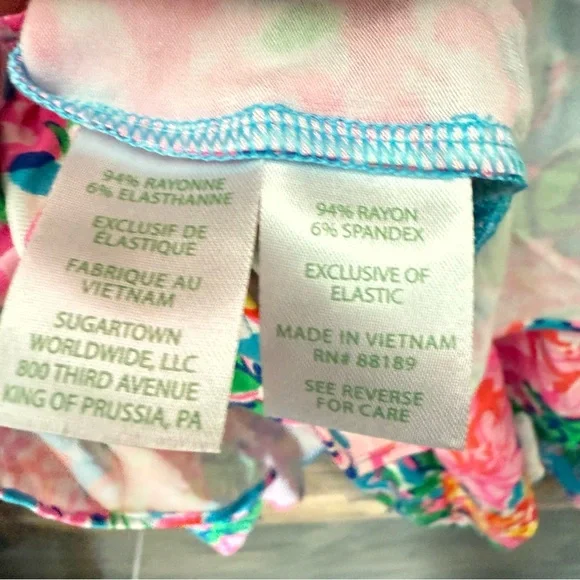 94% RAYONNE
6% ELASTHANNE
EXCLUSIF DE
ÉLASTIQUE
FABRIQUE AU
VIETNAM
SUGARTOWN
WORLDWIDE, LLC
800 THIRD AVENUE
KING OF PRUSSIA, PA
94% RAYON
6% SPANDEX
EXCLUSIVE OF
ELASTIC
MADE IN VIETNAM
RN# 88189
SEE REVERSE
FOR CARE